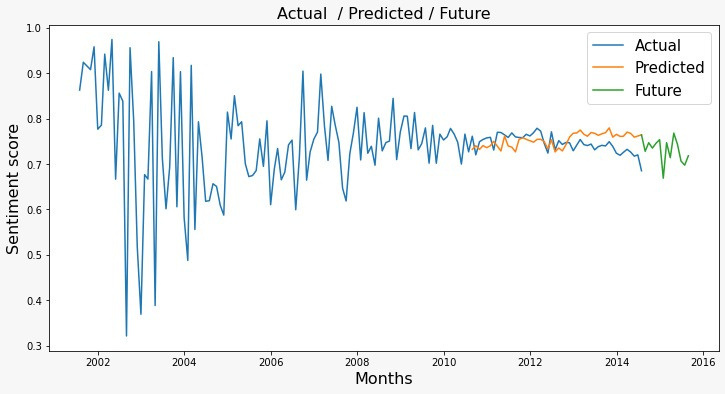 Actual / Predicted / Future
Actual
Predicted
Future
Sentiment score
1.0
0.9
0.8
0.7
0.6
0.5
0.4
0.3
2002
2004
2006
2008
2010
2012
2014
2016
Months